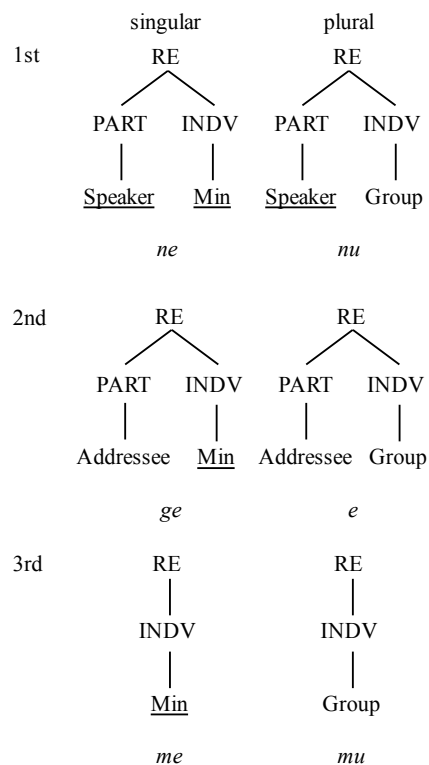 singular plural
1st RE RE
PART INDV PART INDV
Speaker Min Speaker Group
ne nu
2nd RE RE
PART INDV PART INDV
Addressee Min Addressee Group
ge e
3rd RE RE
INDV INDV
Min Group
me mu